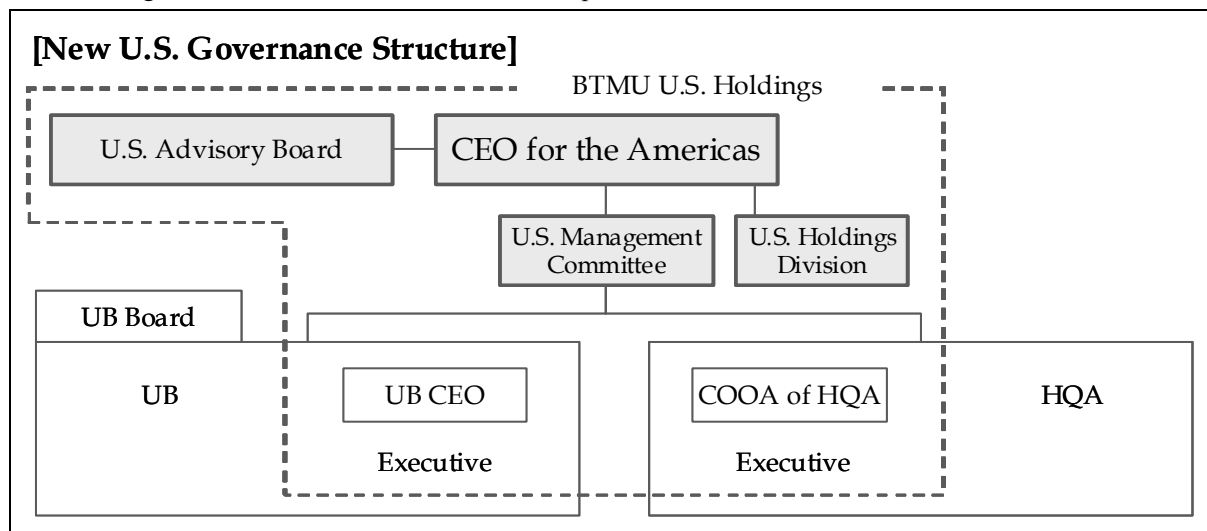 [New U.S. Governance Structure]
BTMU U.S. Holdings
U.S. Advisory Board
CEO for the Americas
U.S. Management
Committee
U.S. Holdings
Division
UB Board
UB
UB CEO
COOA of HQA
HQA
Executive
Executive